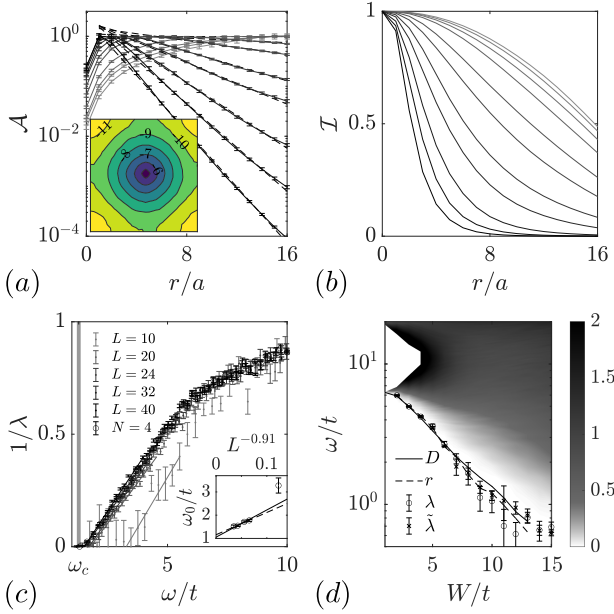 10^0
10^-2
10^-4
𝒜
0
8
16
r/a
(a)
-11
-9
-10
-8
-7
-6
1
0.5
0
ℐ
0
8
16
r/a
(b)
1
0.5
0
1/λ
L = 10
L = 20
L = 24
L = 32
L = 40
N = 4
ω_c
5
10
ω/t
(c)
0
0.1
L^-0.91
3
2
1
ω_0/t
10^1
10^0
ω/t
D
r
λ
λ̃
5
10
15
W/t
(d)
2
1.5
1
0.5
0